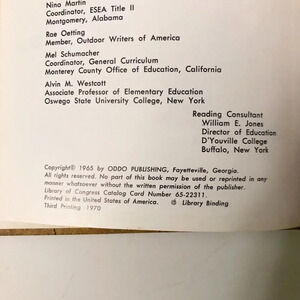 Nino Martin
Coordinator, ESEA Title II
Montgomery, Alabama
Rae Oetting
Member, Outdoor Writers of America
Mel Schumacher
Coordinator, General Curriculum
Monterey County Office of Education, California
Alvin M. Westcott
Associate Professor of Elementary Education
Oswego State University College, New York
Reading Consultant
William E. Jones
Director of Education
D'Youville College
Buffalo, New York
Copyright© 1965 by ODDO PUBLISHING, Fayetteville, Georgia.
All rights reserved. No part of this book may be used or reprinted in any
manner whatsoever without the written permission of the publisher.
Library of Congress Catalog Card Number 65-22311.
Printed in the United States of America. Library Binding
Third Printing 1970